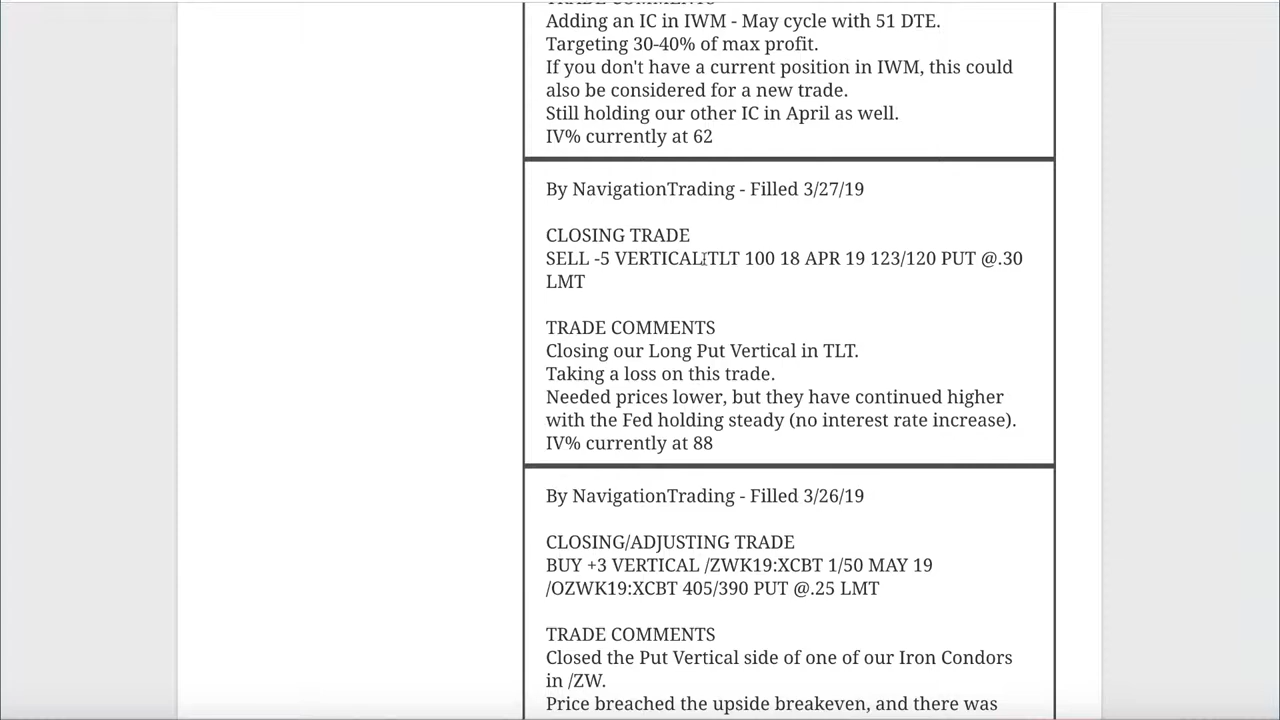 TRADE COMMENTS
Adding an IC in IWM - May cycle with 51 DTE.
Targeting 30-40% of max profit.
If you don't have a current position in IWM, this could
also be considered for a new trade.
Still holding our other IC in April as well.
IV% currently at 62
By NavigationTrading - Filled 3/27/19
CLOSING TRADE
SELL -5 VERTICAL TLT 100 18 APR 19 123/120 PUT @.30
LMT
TRADE COMMENTS
Closing our Long Put Vertical in TLT.
Taking a loss on this trade.
Needed prices lower, but they have continued higher
with the Fed holding steady (no interest rate increase).
IV% currently at 88
By NavigationTrading - Filled 3/26/19
CLOSING/ADJUSTING TRADE
BUY +3 VERTICAL /ZWK19:XCBT 1/50 MAY 19
/OZWK19:XCBT 405/390 PUT @.25 LMT
TRADE COMMENTS
Closed the Put Vertical side of one of our Iron Condors
in /ZW.
Price breached the upside breakeven, and there was